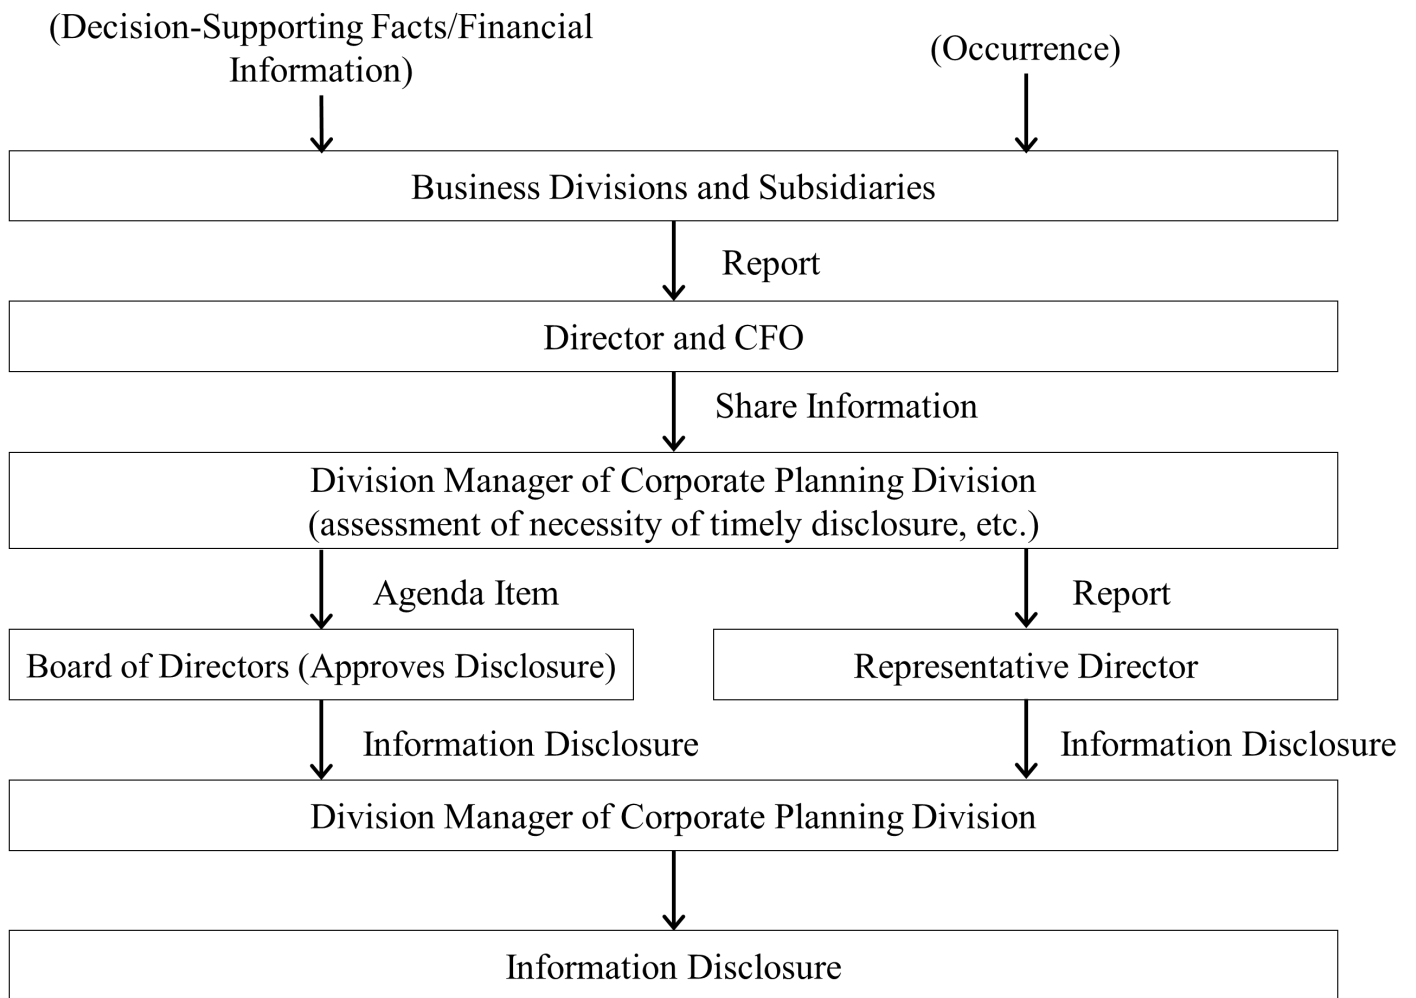 (Decision-Supporting Facts/Financial
Information)
(Occurrence)
Business Divisions and Subsidiaries
Report
Director and CFO
Share Information
Division Manager of Corporate Planning Division
(assessment of necessity of timely disclosure, etc.)
Agenda Item
Report
Board of Directors (Approves Disclosure)
Representative Director
Information Disclosure
Information Disclosure
Division Manager of Corporate Planning Division
Information Disclosure